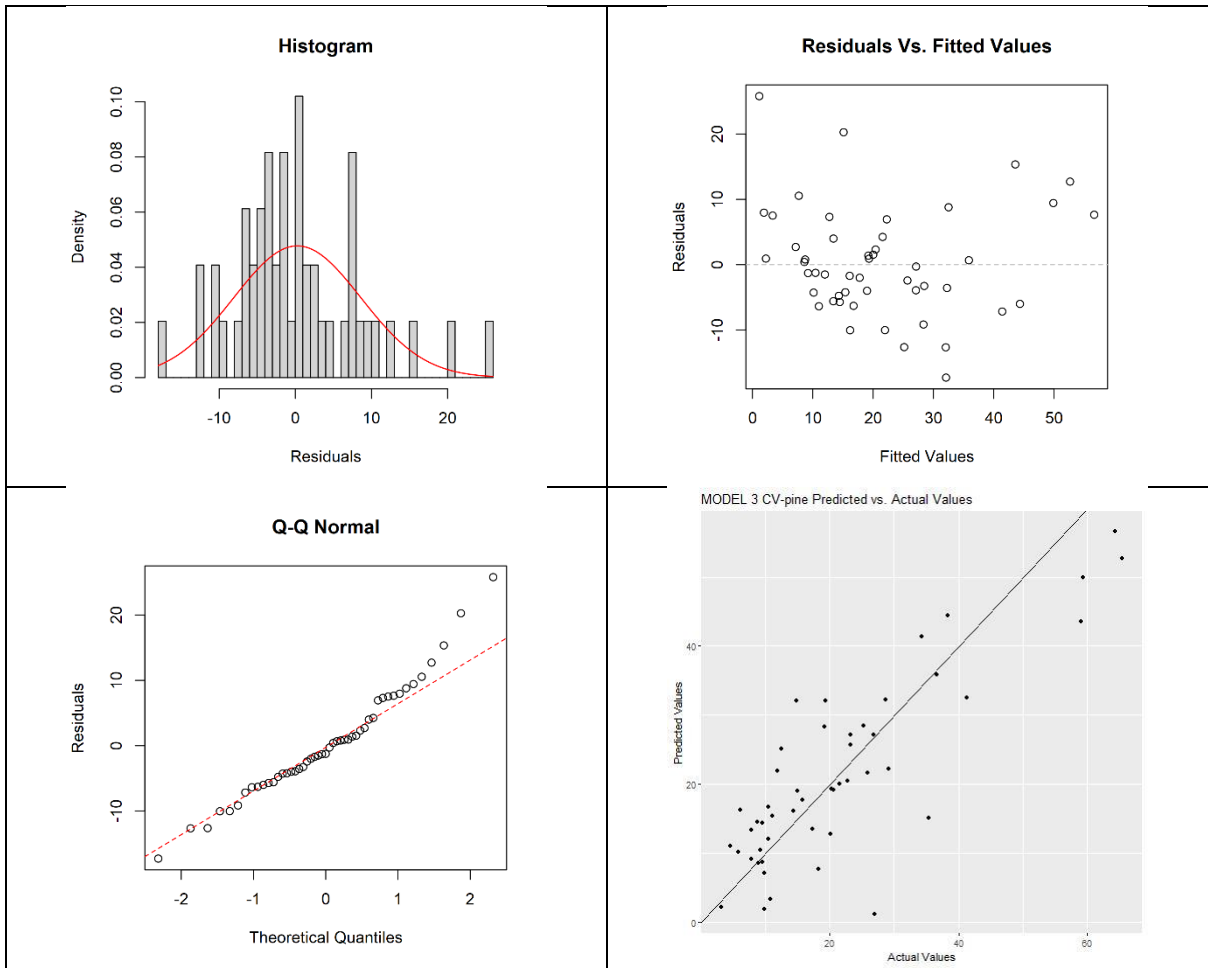 Histogram
Density
0.00 0.02 0.04 0.06 0.08 0.10
-10 0 10 20
Residuals
Residuals Vs. Fitted Values
Residuals
-10 0 10 20
0 10 20 30 40 50
Fitted Values
Q-Q Normal
Residuals
-10 0 10 20
-2 -1 0 1 2
Theoretical Quantiles
MODEL 3 CV-pine Predicted vs. Actual Values
Predicted Values
0 20 40
20 40 60
Actual Values